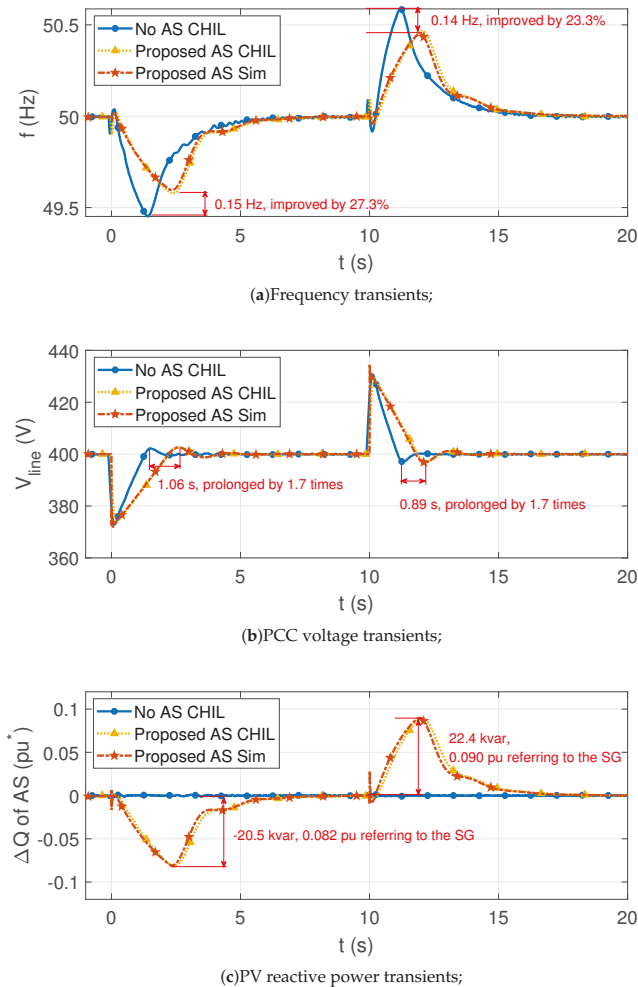 50.5
50
49.5
f (Hz)
No AS CHIL
Proposed AS CHIL
Proposed AS Sim
0.14 Hz, improved by 23.3%
0.15 Hz, improved by 27.3%
0 5 10 15 20
t (s)
(a)Frequency transients;
440
420
400
380
360
V_line (V)
No AS CHIL
Proposed AS CHIL
Proposed AS Sim
1.06 s, prolonged by 1.7 times
0.89 s, prolonged by 1.7 times
0 5 10 15 20
t (s)
(b)PCC voltage transients;
0.1
0.05
0
-0.05
-0.1
ΔQ of AS (pu*)
No AS CHIL
Proposed AS CHIL
Proposed AS Sim
22.4 kvar,
0.090 pu referring to the SG
-20.5 kvar, 0.082 pu referring to the SG
0 5 10 15 20
t (s)
(c)PV reactive power transients;